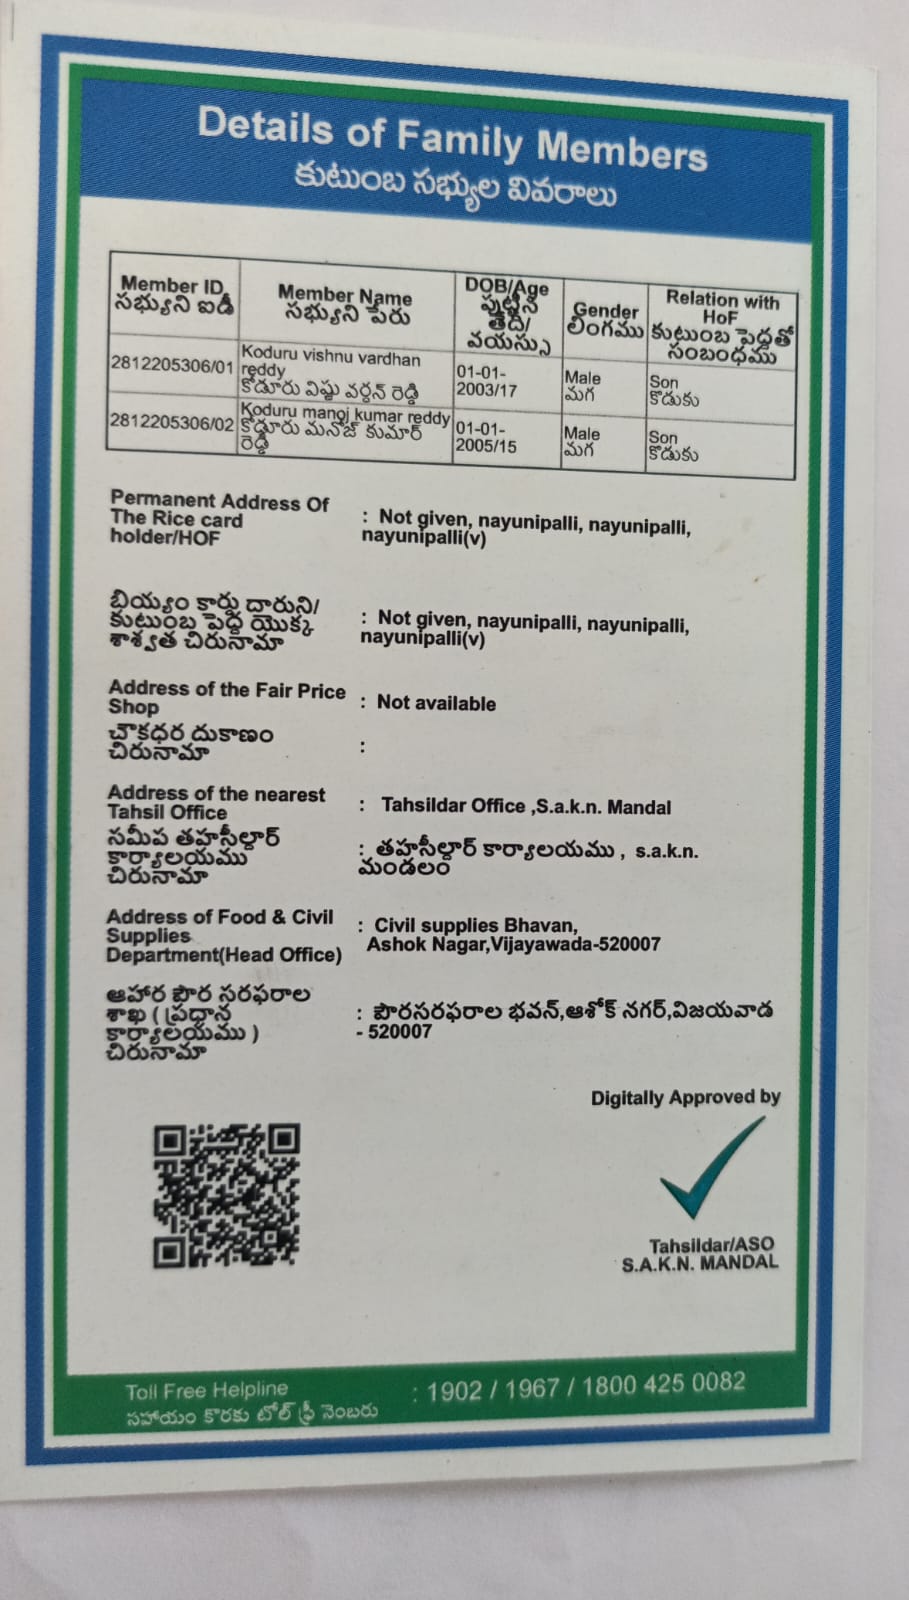 Details of Family Members
కుటుంబ సభ్యుల వివరాలు
Member ID
సభ్యుని ఐడీ
Member Name
సభ్యుని పేరు
DOB/Age
పుట్టిన
తేదీ/
వయస్సు
Gender
లింగము
Relation with
HoF
కుటుంబ పెద్దతో
సంబంధము
2812205306/01
Koduru vishnu vardhan
reddy
కోడూరు విష్ణు వర్ధన్ రెడ్డి
01-01-
2003/17
Male
మగ
Son
కొడుకు
2812205306/02
Koduru manoj kumar reddy
కోడూరు మనోజ్ కుమార్
రెడ్డి
01-01-
2005/15
Male
మగ
Son
కొడుకు
Permanent Address Of
The Rice card
holder/HOF
: Not given, nayunipalli, nayunipalli,
nayunipalli(v)
బియ్యం కార్డు దారుని/
కుటుంబ పెద్ద యొక్క
శాశ్వత చిరునామా
: Not given, nayunipalli, nayunipalli,
nayunipalli(v)
Address of the Fair Price
Shop
: Not available
చౌకధర దుకాణం
చిరునామా
:
Address of the nearest
Tahsil Office
: Tahsildar Office ,S.a.k.n. Mandal
సమీప తహసీల్దార్
కార్యాలయము
చిరునామా
: తహసీల్దార్ కార్యాలయము , s.a.k.n.
మండలం
Address of Food & Civil
Supplies
Department(Head Office)
: Civil supplies Bhavan,
Ashok Nagar,Vijayawada-520007
ఆహార పౌర సరఫరాల
శాఖ ( ప్రధాన
కార్యాలయము )
చిరునామా
: పౌరసరఫరాల భవన్,ఆశోక్ నగర్,విజయవాడ
- 520007
Digitally Approved by
Tahsildar/ASO
S.A.K.N. MANDAL
Toll Free Helpline
సహాయం కొరకు టోల్ ఫ్రీ నెంబరు
: 1902 / 1967 / 1800 425 0082